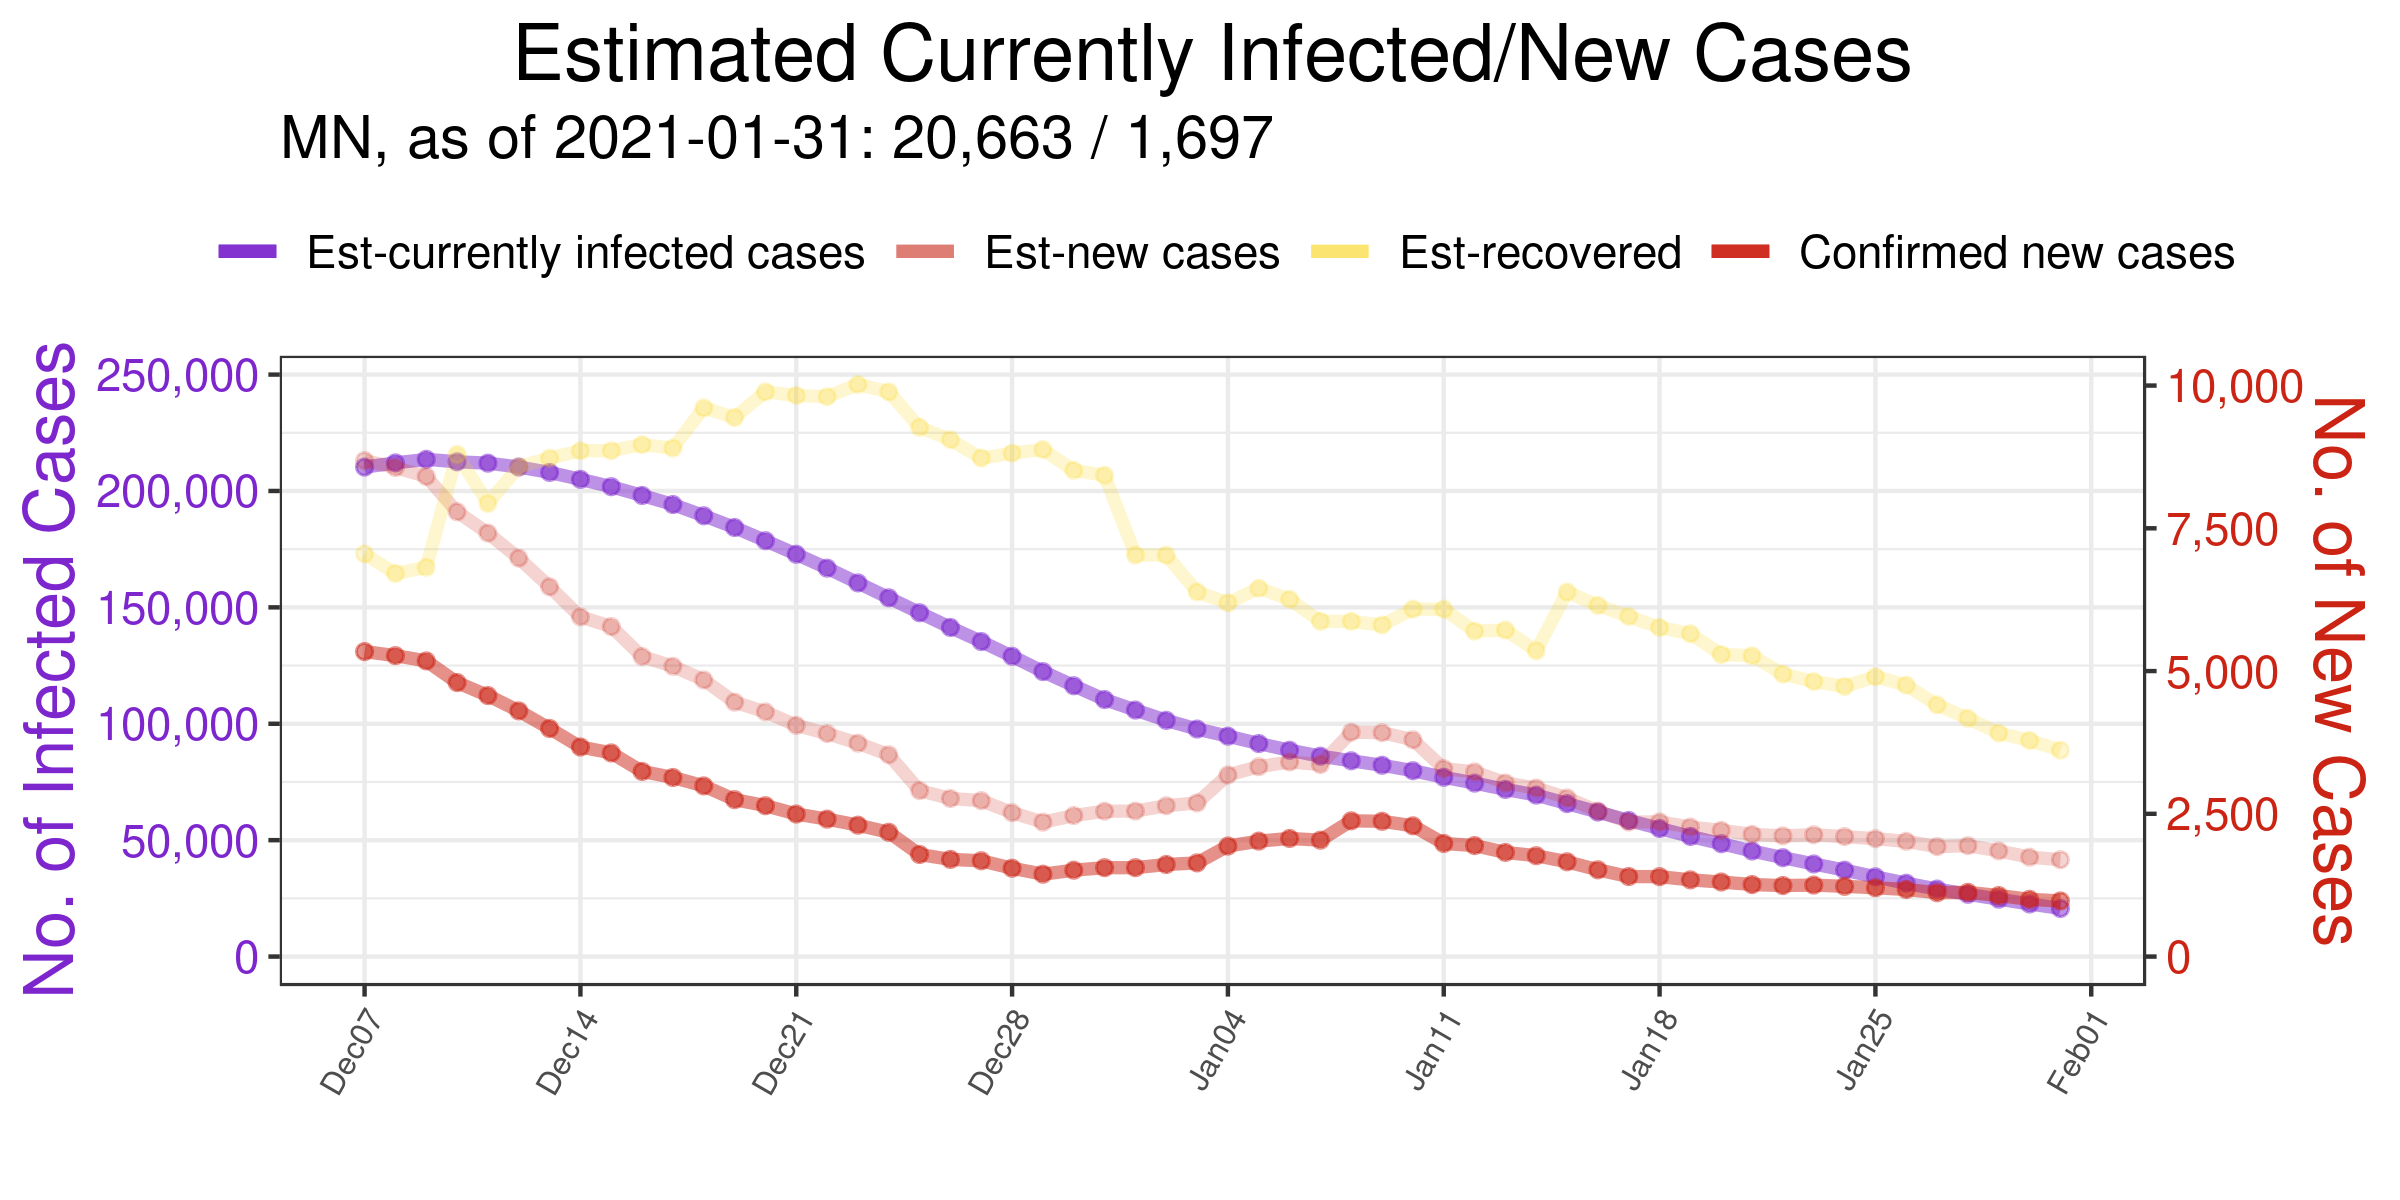 Estimated Currently Infected/New Cases
MN, as of 2021-01-31: 20,663 / 1,697
Est-currently infected cases Est-new cases Est-recovered Confirmed new cases
No. of Infected Cases
250,000
200,000
150,000
100,000
50,000
0
10,000
7,500
5,000
2,500
0
No. of New Cases
Dec07 Dec14 Dec21 Dec28 Jan04 Jan11 Jan18 Jan25 Feb01